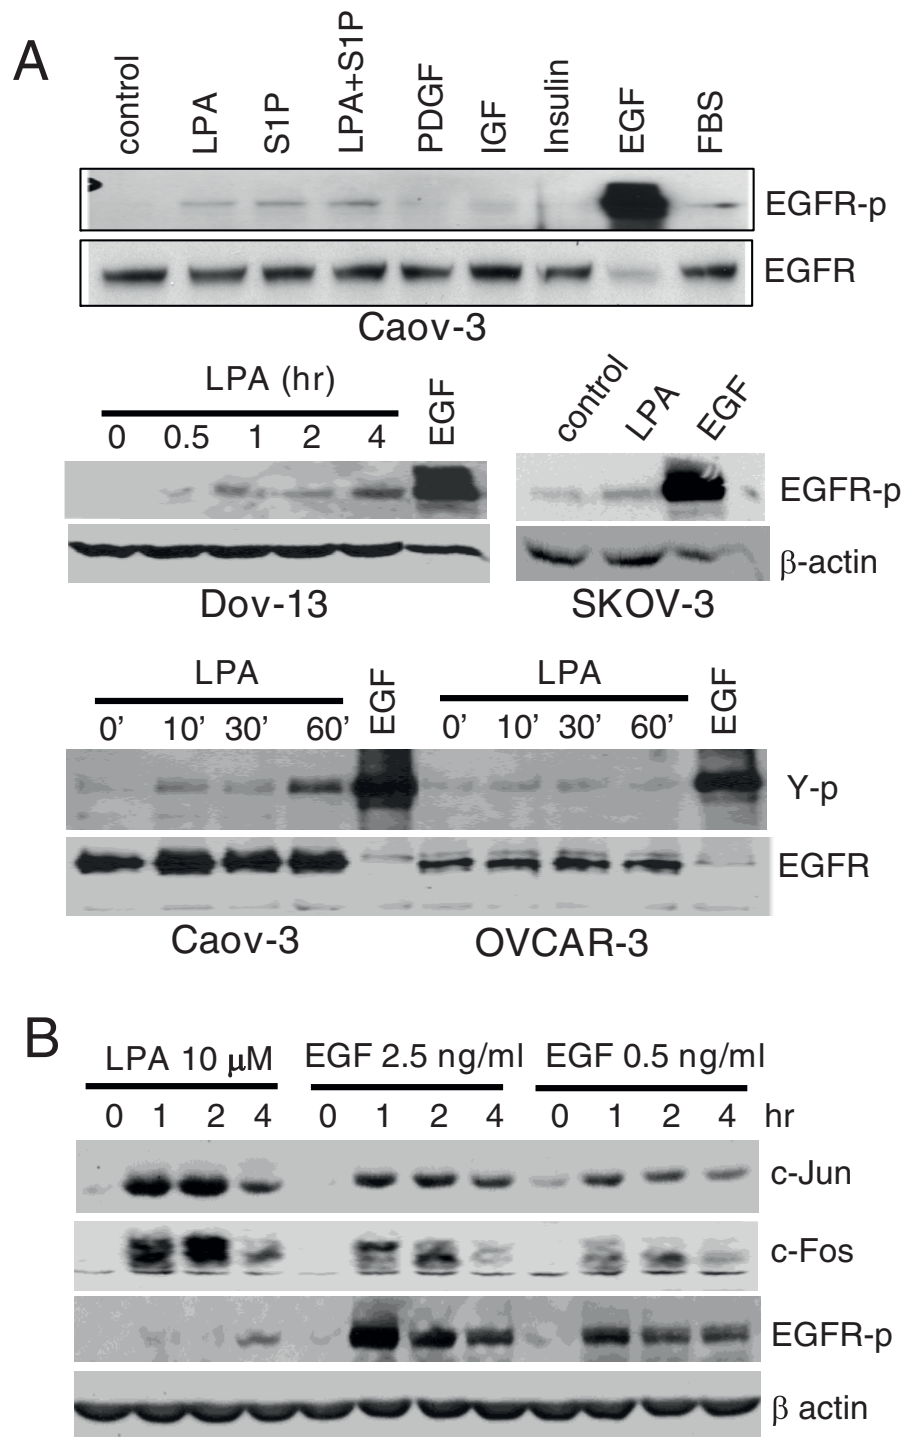 A
control LPA S1P LPA+S1P PDGF IGF Insulin EGF FBS
EGFR-p
EGFR
Caov-3
LPA (hr) EGF control LPA EGF
0 0.5 1 2 4
EGFR-p
β-actin
Dov-13 SKOV-3
LPA EGF LPA EGF
0’ 10’ 30’ 60’ 0’ 10’ 30’ 60’
Y-p
EGFR
Caov-3 OVCAR-3
B
LPA 10 μM EGF 2.5 ng/ml EGF 0.5 ng/ml
0 1 2 4 0 1 2 4 0 1 2 4 hr
c-Jun
c-Fos
EGFR-p
β actin